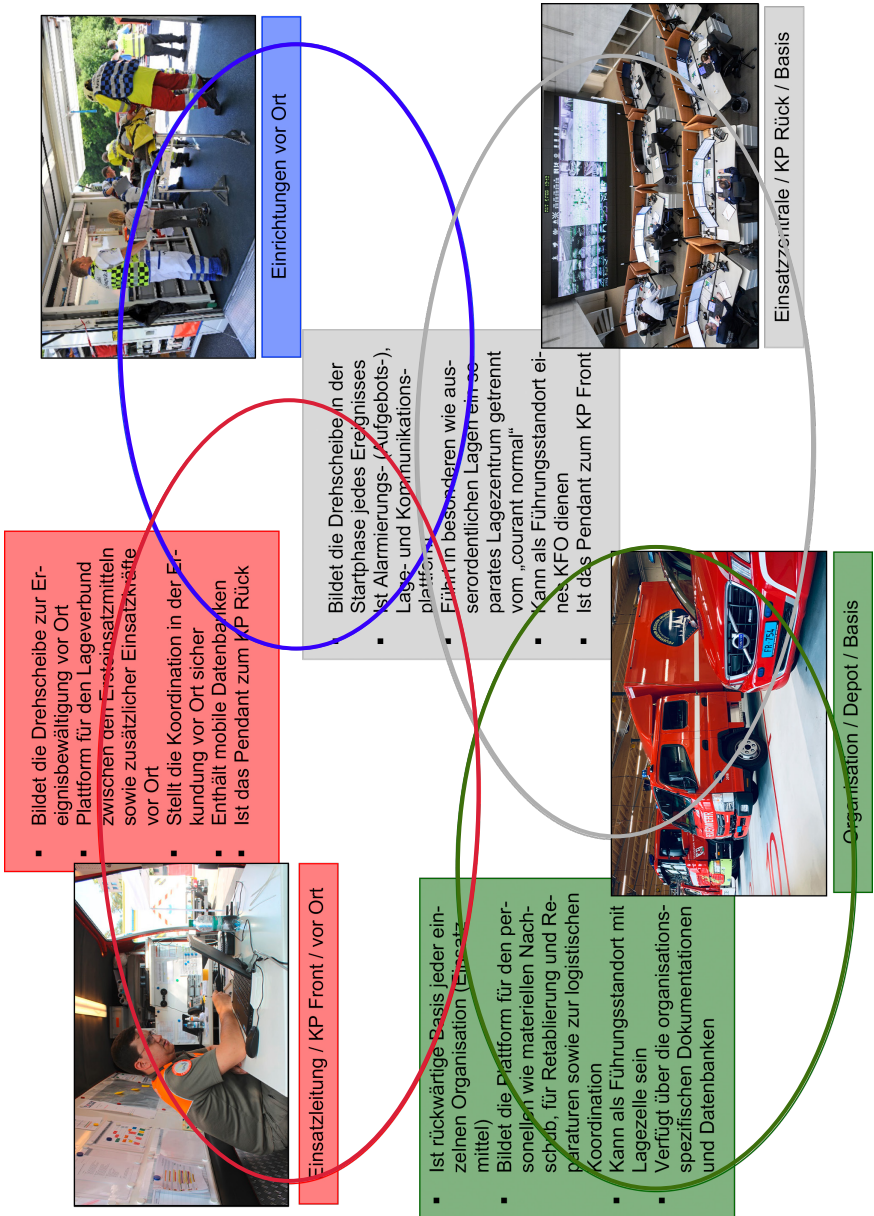 Einsatzleitung / KP Front / vor Ort
▪ Bildet die Drehscheibe zur Er-
eignisbewältigung vor Ort
▪ Plattform für den Lageverbund
zwischen den Ersteinsatzmitteln
sowie zusätzlicher Einsatzkräfte
vor Ort
▪ Stellt die Koordination in der Er-
kundung vor Ort sicher
▪ Enthält mobile Datenbanken
▪ Ist das Pendant zum KP Rück
Einrichtungen vor Ort
▪ Bildet die Drehscheibe in der
Startphase jedes Ereignisses
▪ Ist Alarmierungs- (Aufgebots-),
Lage- und Kommunikations-
plattform
▪ Führt in besonderen wie aus-
serordentlichen Lagen ein se-
parates Lagezentrum getrennt
vom „courant normal“
▪ Kann als Führungsstandort ei-
nes KFO dienen
▪ Ist das Pendant zum KP Front
Einsatzzentrale / KP Rück / Basis
▪ Ist rückwärtige Basis jeder ein-
zelnen Organisation (Einsatz-
mittel)
▪ Bildet die Plattform für den per-
sonellen wie materiellen Nach-
schub, für Retablierung und Re-
peraturen sowie zur logistischen
Koordination
▪ Kann als Führungsstandort mit
Lagezelle sein
▪ Verfügt über die organisations-
spezifischen Dokumentationen
und Datenbanken
Organisation / Depot / Basis